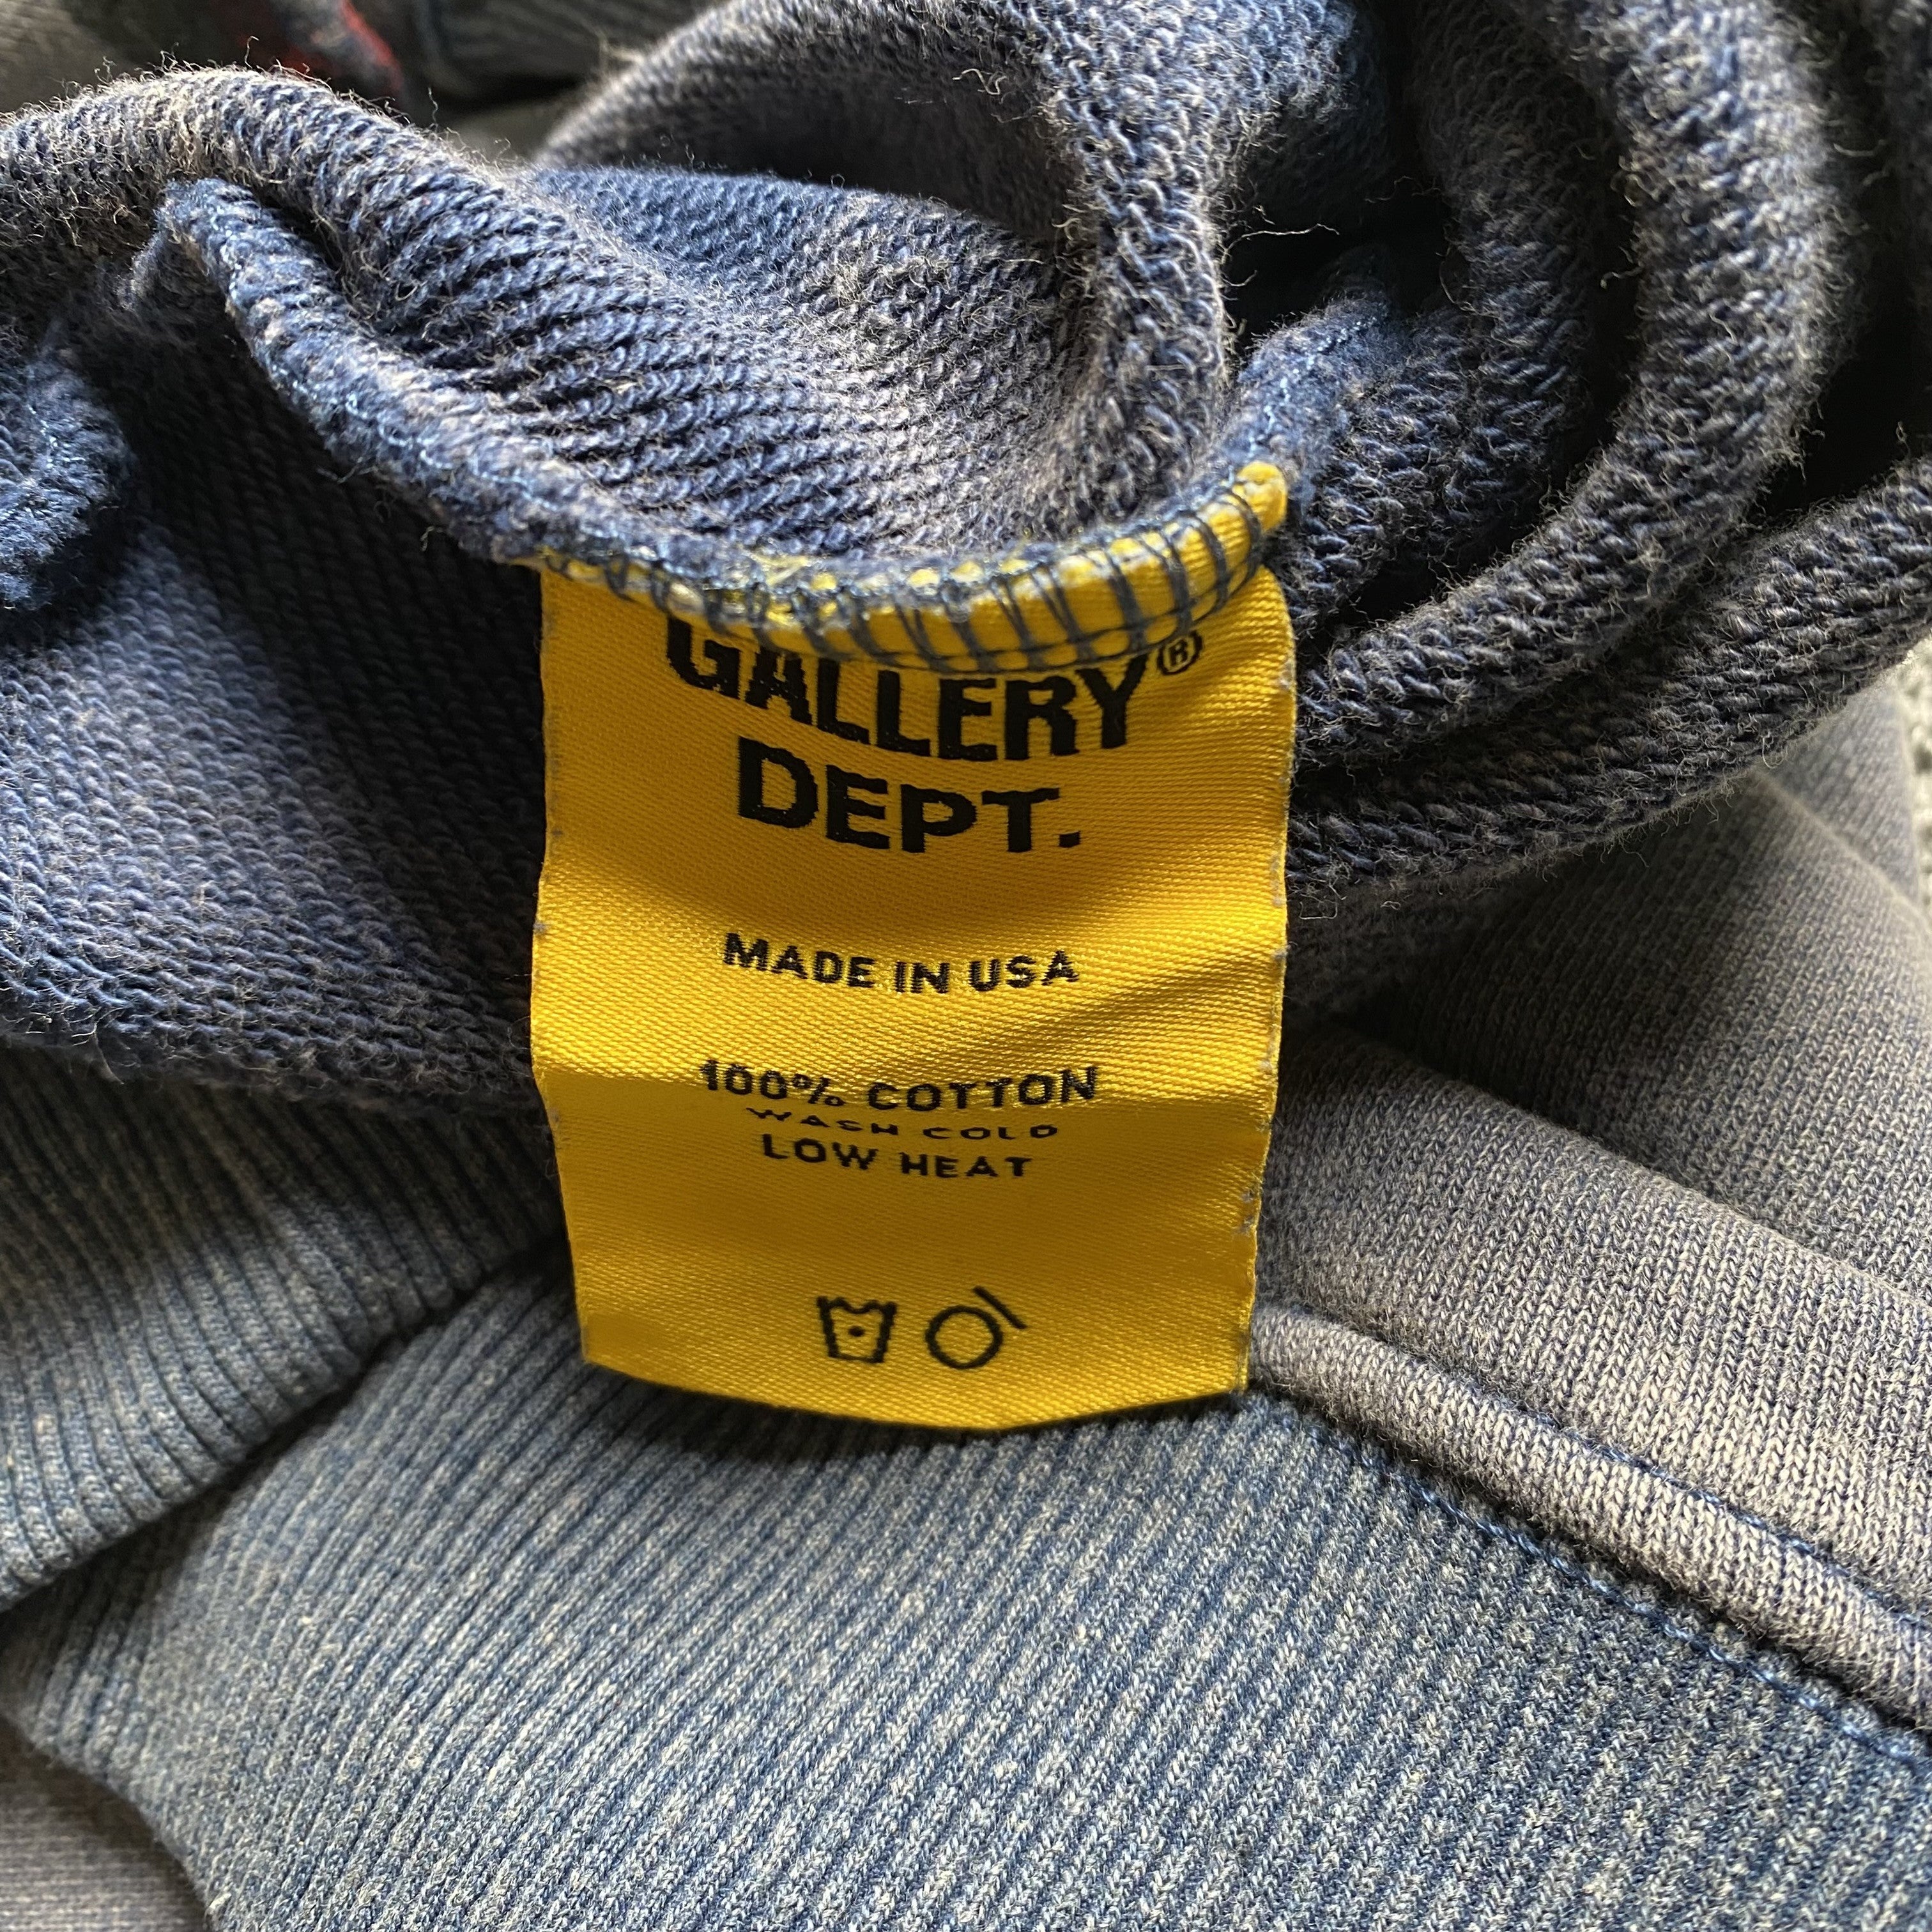 GALLERY®
DEPT.
MADE IN USA
100% COTTON
WASH COLD
LOW HEAT